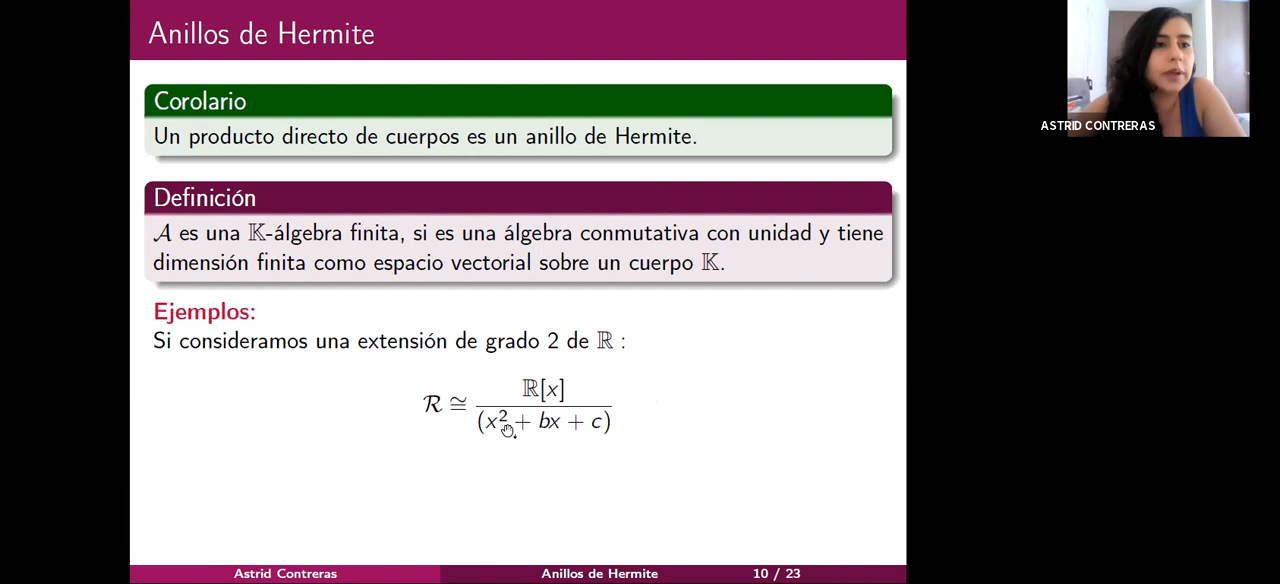 Anillos de Hermite
Corolario
Un producto directo de cuerpos es un anillo de Hermite.
Definición
𝒜 es una 𝕂-álgebra finita, si es una álgebra conmutativa con unidad y tiene
dimensión finita como espacio vectorial sobre un cuerpo 𝕂.
Ejemplos:
Si consideramos una extensión de grado 2 de ℝ :
ℛ ≅ ℝ[x] / (x² + bx + c)
Astrid Contreras Anillos de Hermite 10 / 23
ASTRID CONTRERAS